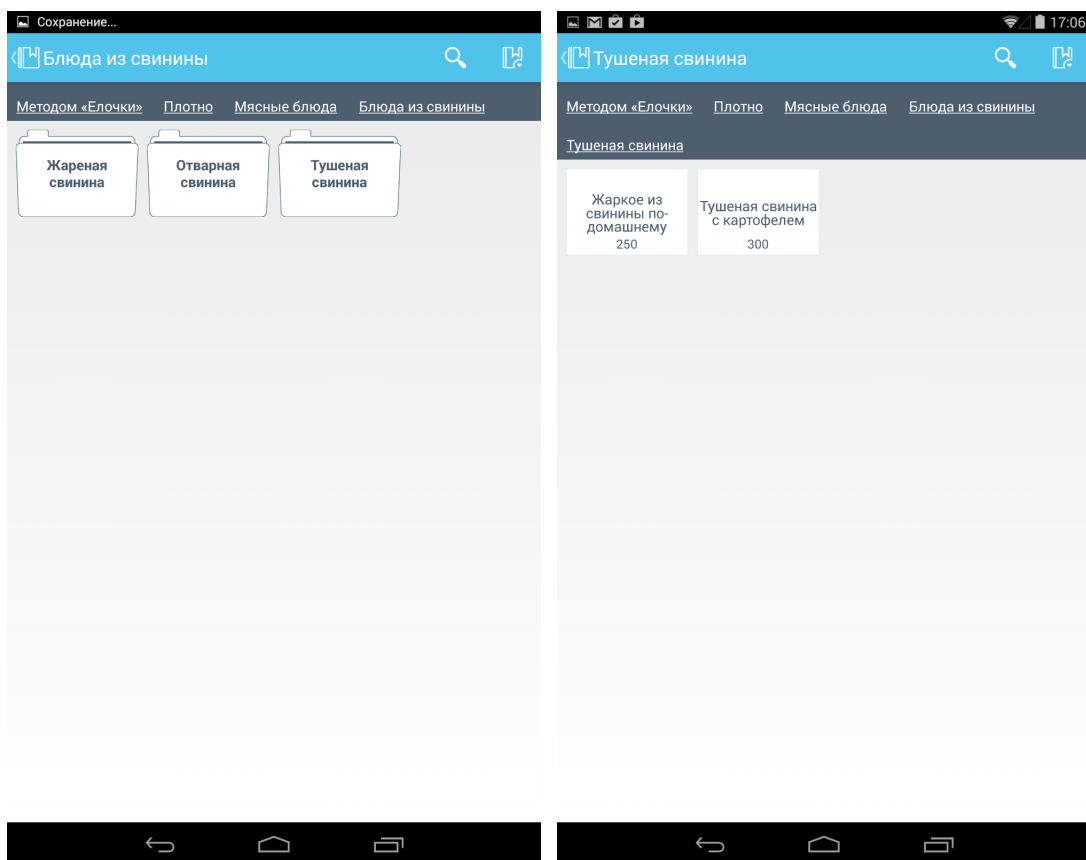 Сохранение...
Блюда из свинины
Методом «Елочки» Плотно Мясные блюда Блюда из свинины
Жареная
свинина
Отварная
свинина
Тушеная
свинина
17:06
Тушеная свинина
Методом «Елочки» Плотно Мясные блюда Блюда из свинины
Тушеная свинина
Жаркое из
свинины по-
домашнему
250
Тушеная свинина
с картофелем
300